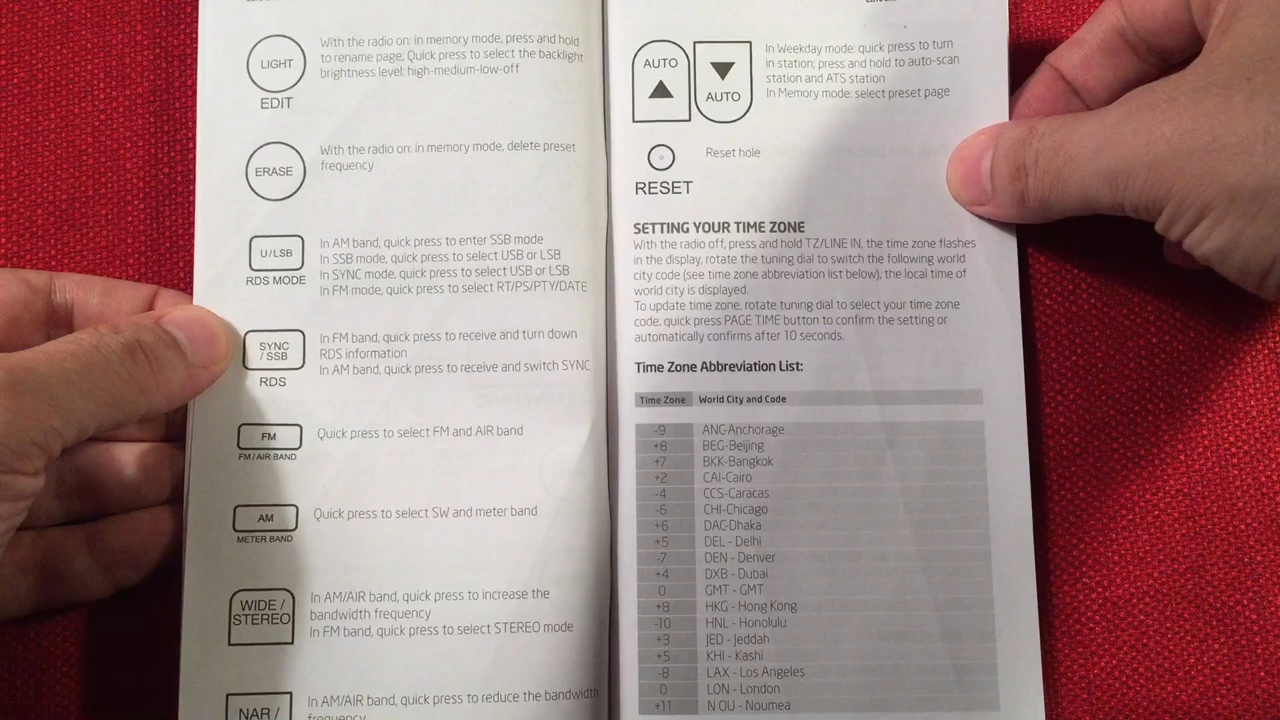 LIGHT
EDIT
With the radio on: in memory mode, press and hold
to rename page; Quick press to select the backlight
brightness level: high-medium-low-off
ERASE
With the radio on: in memory mode, delete preset
frequency
U/LSB
RDS MODE
In AM band, quick press to enter SSB mode
In SSB mode, quick press to select USB or LSB
In SYNC mode, quick press to select USB or LSB
In FM mode, quick press to select RT/PS/PTY/DATE
SYNC
/ SSB
RDS
In FM band, quick press to receive and turn down
RDS information
In AM band, quick press to receive and switch SYNC
FM
FM / AIR BAND
Quick press to select FM and AIR band
AM
METER BAND
Quick press to select SW and meter band
WIDE /
STEREO
In AM/AIR band, quick press to increase the
bandwidth frequency
In FM band, quick press to select STEREO mode
NAR /
In AM/AIR band, quick press to reduce the bandwidth
frequency
AUTO
AUTO
In Weekday mode: quick press to turn
in station; press and hold to auto-scan
station and ATS station
In Memory mode: select preset page
RESET
Reset hole
SETTING YOUR TIME ZONE
With the radio off, press and hold TZ/LINE IN, the time zone flashes
in the display, rotate the tuning dial to switch the following world
city code (see time zone abbreviation list below), the local time of
world city is displayed.
To update time zone, rotate tuning dial to select your time zone
code, quick press PAGE TIME button to confirm the setting or
automatically confirms after 10 seconds.
Time Zone Abbreviation List:
Time Zone World City and Code
-9 ANC-Anchorage
+8 BEG-Beijing
+7 BKK-Bangkok
+2 CAI-Cairo
-4 CCS-Caracas
-6 CHI-Chicago
+6 DAC-Dhaka
+5 DEL - Delhi
-7 DEN - Denver
+4 DXB - Dubai
0 GMT - GMT
+8 HKG - Hong Kong
-10 HNL - Honolulu
+3 JED - Jeddah
+5 KHI - Kashi
-8 LAX - Los Angeles
0 LON - London
+11 N OU - Noumea